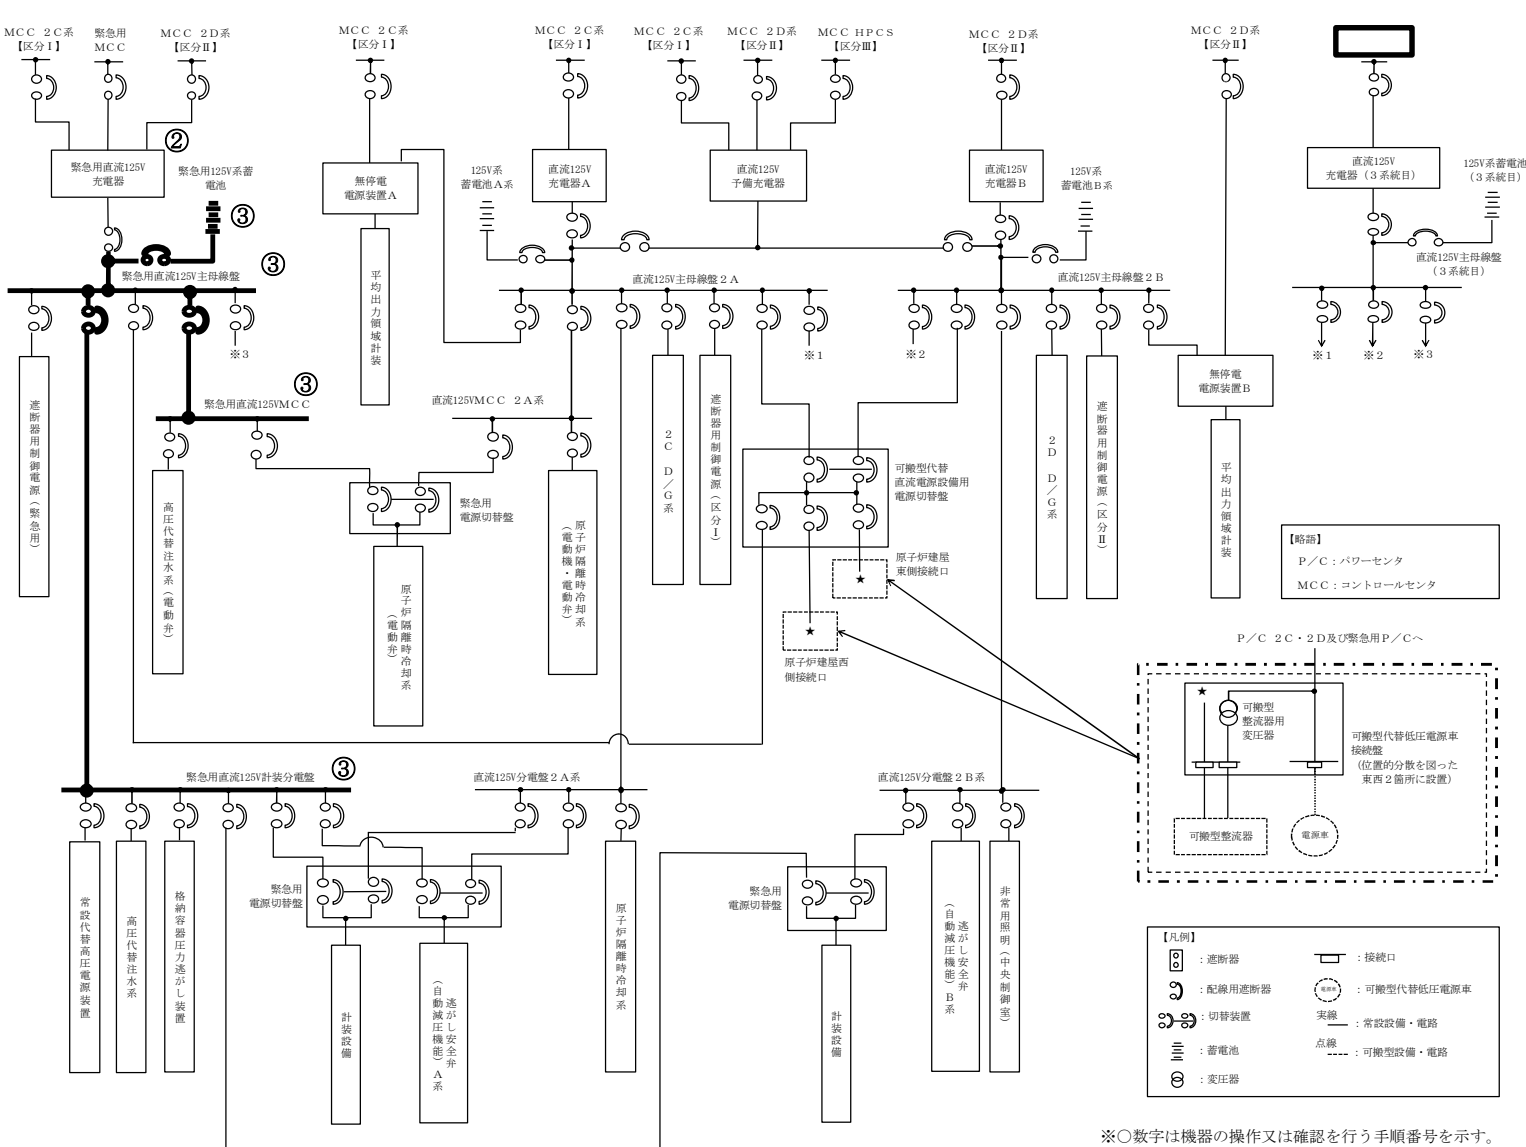 MCC 2C系
【区分Ⅰ】
緊急用
MCC
MCC 2D系
【区分Ⅱ】
MCC 2C系
【区分Ⅰ】
MCC 2C系
【区分Ⅰ】
MCC 2C系
【区分Ⅰ】
MCC 2D系
【区分Ⅱ】
MCC HPCS
【区分Ⅲ】
MCC 2D系
【区分Ⅱ】
MCC 2D系
【区分Ⅱ】
②
緊急用直流125V
充電器
緊急用125V系蓄
電池
③
無停電
電源装置A
125V系
蓄電池A系
直流125V
充電器A
直流125V
予備充電器
直流125V
充電器B
125V系
蓄電池B系
直流125V
充電器(3系統目)
125V系蓄電池
(3系統目)
③
緊急用直流125V主母線盤
平均出力領域計装
直流125V主母線盤2A
直流125V主母線盤2B
直流125V主母線盤
(3系統目)
※3
※1
※2
※1
※2
※3
遮断器用制御電源(緊急用)
③
緊急用直流125VMCC
直流125VMCC 2A系
2C D/G系
遮断器用制御電源(区分Ⅰ)
2D D/G系
遮断器用制御電源(区分Ⅱ)
無停電
電源装置B
平均出力領域計装
高圧代替注水系(電動弁)
緊急用
電源切替盤
原子炉隔離時冷却系
(電動弁)
原子炉隔離時冷却系
(電動機・電動弁)
可搬型代替
直流電源設備用
電源切替盤
原子炉建屋
東側接続口
★
★
原子炉建屋西
側接続口
【略語】
P/C:パワーセンタ
MCC:コントロールセンタ
P/C 2C・2D及び緊急用P/Cへ
★
可搬型
整流器用
変圧器
可搬型代替低圧電源車
接続盤
(位置的分散を図った
東西2箇所に設置)
可搬型整流器
電源車
緊急用直流125V計装分電盤
③
直流125V分電盤2A系
直流125V分電盤2B系
常設代替高圧電源装置
高圧代替注水系
格納容器圧力逃がし装置
緊急用
電源切替盤
計装設備
逃がし安全弁
(自動減圧機能)A系
原子炉隔離時冷却系
緊急用
電源切替盤
計装設備
逃がし安全弁
(自動減圧機能)B系
非常用照明(中央制御室)
【凡例】
:遮断器
:配線用遮断器
:切替装置
:蓄電池
:変圧器
:接続口
電源車
:可搬型代替低圧電源車
実線
:常設設備・電路
点線
:可搬型設備・電路
※○数字は機器の操作又は確認を行う手順番号を示す。